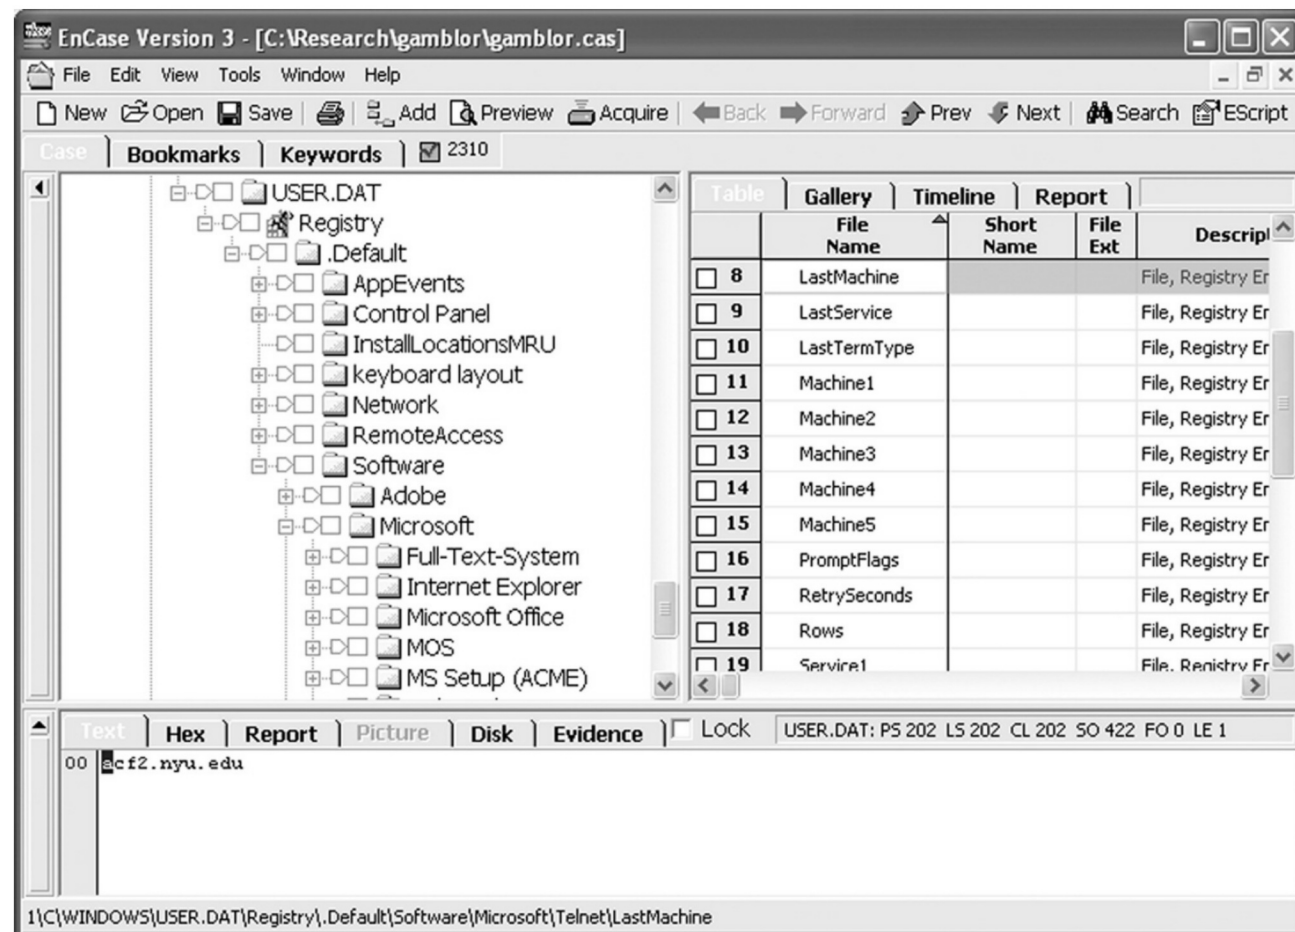 EnCase Version 3 - [C:\Research\gamblor\gamblor.cas]
File Edit View Tools Window Help
New Open Save Add Preview Acquire Back Forward Prev Next Search EScript
Case Bookmarks Keywords 2310
USER.DAT
Registry
.Default
AppEvents
Control Panel
InstallLocationsMRU
keyboard layout
Network
RemoteAccess
Software
Adobe
Microsoft
Full-Text-System
Internet Explorer
Microsoft Office
MOS
MS Setup (ACME)
Table Gallery Timeline Report
File Name Short Name File Ext Descript
8 LastMachine File, Registry Er
9 LastService File, Registry Er
10 LastTermType File, Registry Er
11 Machine1 File, Registry Er
12 Machine2 File, Registry Er
13 Machine3 File, Registry Er
14 Machine4 File, Registry Er
15 Machine5 File, Registry Er
16 PromptFlags File, Registry Er
17 RetrySeconds File, Registry Er
18 Rows File, Registry Er
19 Service1 File, Registry Er
Text Hex Report Picture Disk Evidence Lock USER.DAT: PS 202 LS 202 CL 202 SO 422 FO 0 LE 1
00 acf2.nyu.edu
1\C\WINDOWS\USER.DAT\Registry\.Default\Software\Microsoft\Telnet\LastMachine